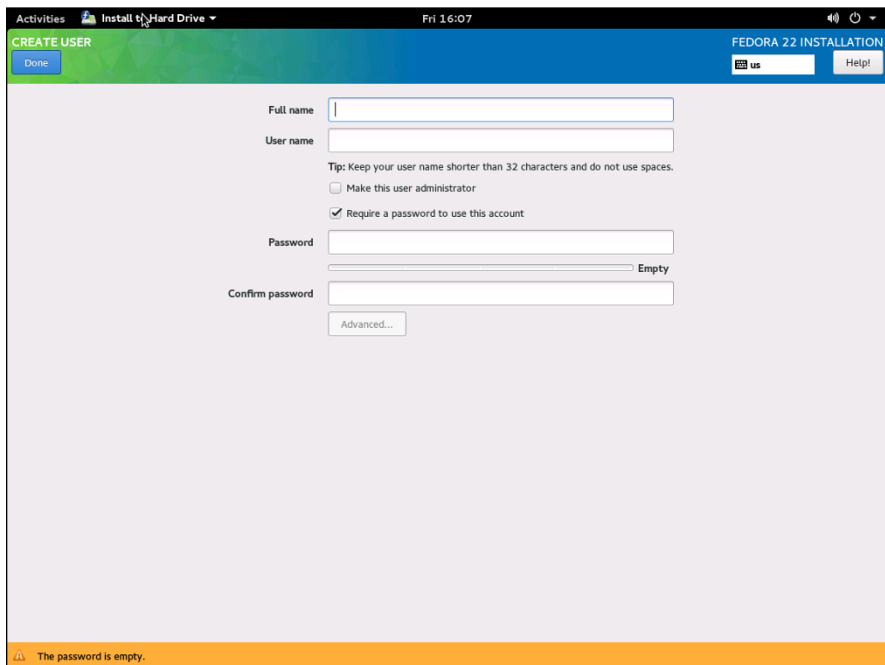 Activities Install to Hard Drive Fri 16:07
CREATE USER FEDORA 22 INSTALLATION
Done us Help!
Full name
User name
Tip: Keep your user name shorter than 32 characters and do not use spaces.
Make this user administrator
Require a password to use this account
Password
Empty
Confirm password
Advanced...
The password is empty.